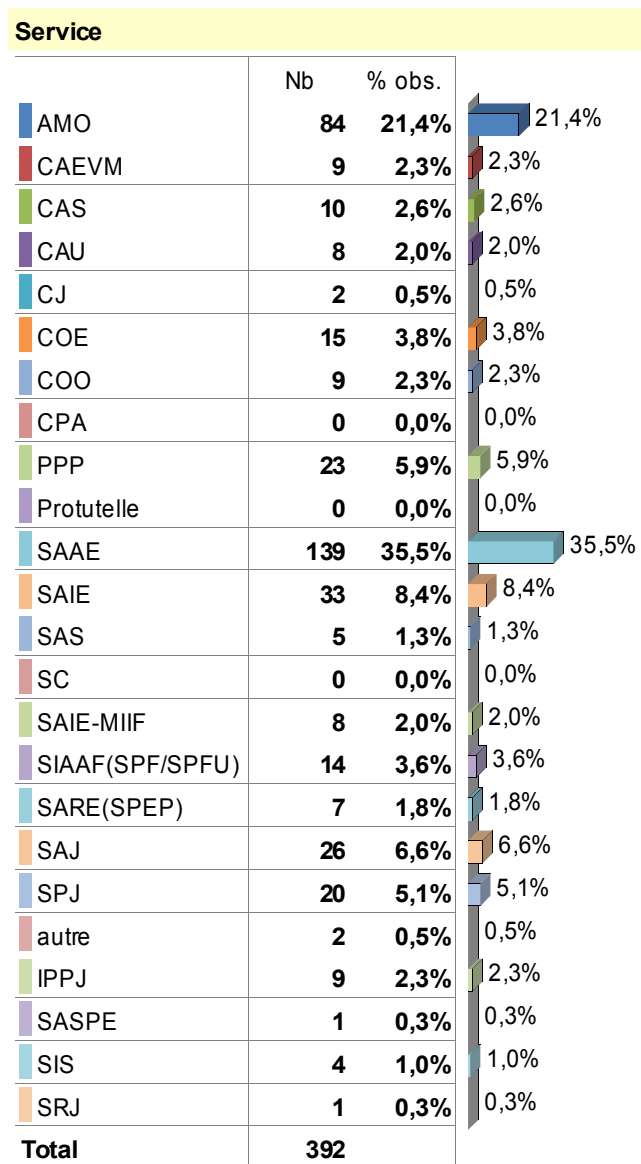 Service
Nb % obs.
AMO 84 21,4% 21,4%
CAEVM 9 2,3% 2,3%
CAS 10 2,6% 2,6%
CAU 8 2,0% 2,0%
CJ 2 0,5% 0,5%
COE 15 3,8% 3,8%
COO 9 2,3% 2,3%
CPA 0 0,0% 0,0%
PPP 23 5,9% 5,9%
Protutelle 0 0,0% 0,0%
SAAE 139 35,5% 35,5%
SAIE 33 8,4% 8,4%
SAS 5 1,3% 1,3%
SC 0 0,0% 0,0%
SAIE-MIIF 8 2,0% 2,0%
SIAAF(SPF/SPFU) 14 3,6% 3,6%
SARE(SPEP) 7 1,8% 1,8%
SAJ 26 6,6% 6,6%
SPJ 20 5,1% 5,1%
autre 2 0,5% 0,5%
IPPJ 9 2,3% 2,3%
SASPE 1 0,3% 0,3%
SIS 4 1,0% 1,0%
SRJ 1 0,3% 0,3%
Total 392